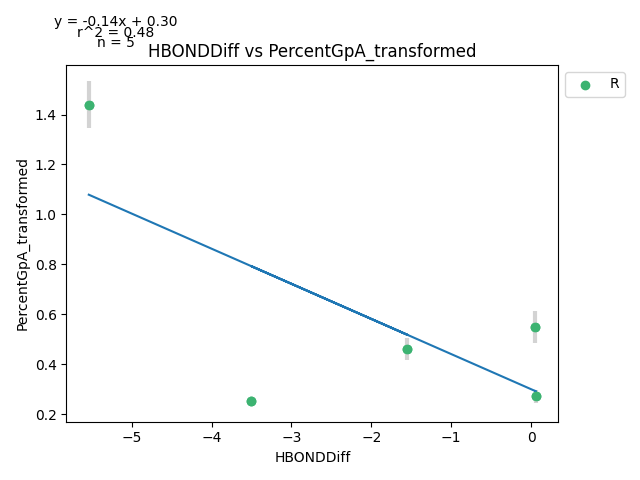 y = -0.14x + 0.30
r^2 = 0.48
n = 5
HBONDDiff vs PercentGpA_transformed
R
PercentGpA_transformed
1.4
1.2
1.0
0.8
0.6
0.4
0.2
−5
−4
−3
−2
−1
0
HBONDDiff